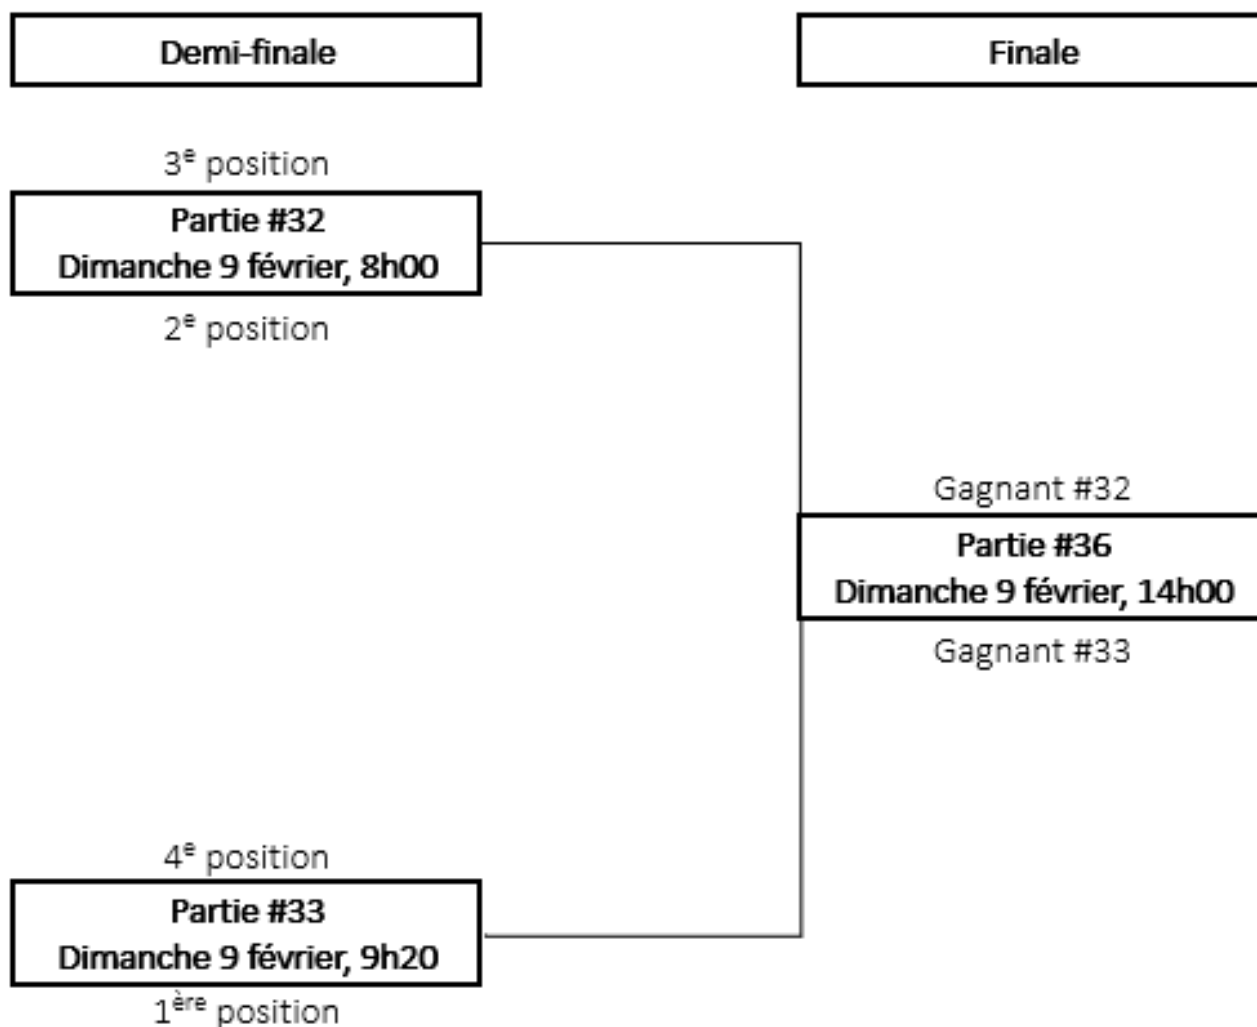 Demi-finale
Finale
3e position
Partie #32
Dimanche 9 février, 8h00
2e position
Gagnant #32
Partie #36
Dimanche 9 février, 14h00
Gagnant #33
4e position
Partie #33
Dimanche 9 février, 9h20
1ère position